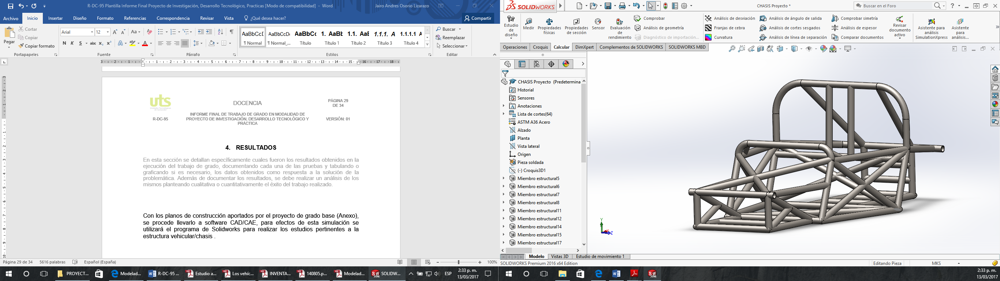 R-DC-95 Plantilla Informe Final Proyecto de Investigación, Desarrollo Tecnológico, Practicas [Modo de compatibilidad] - Word
Jairo Andres Osorio Lizarazo
Archivo Inicio Insertar Diseño Formato Referencias Correspondencia Revisar Vista ¿Qué desea hacer? Compartir
Pegar
Cortar
Copiar
Copiar formato
Portapapeles
Arial 12
N K S abc x₂ x²
Fuente
Párrafo
AaBbCcI AaBbCcDc AaBbCc 1. AaBt 1.1. AaE 1.1.1. A 1.1.1.1 A
¶ Normal ¶ Normal_... Título Título 1 Título 2 Título 3 Título 4
Estilos
Buscar
Reemplazar
Seleccionar
Editar
uts
DOCENCIA
PÁGINA 29
DE 34
R-DC-95
INFORME FINAL DE TRABAJO DE GRADO EN MODALIDAD DE
PROYECTO DE INVESTIGACIÓN, DESARROLLO TECNOLÓGICO Y
PRÁCTICA
VERSIÓN: 01
4. RESULTADOS
En esta sección se detallan específicamente cuales fueron los resultados obtenidos en la
ejecución del trabajo de grado, documentando cada una de las pruebas y tabulando o
graficando si es necesario, los datos obtenidos como respuesta a la solución de la
problemática. Además de documentar los resultados, se debe realizar un análisis de los
mismos planteando cualitativa o cuantitativamente el éxito del trabajo realizado.
Con los planos de construcción aportados por el proyecto de grado base (Anexo),
se procede llevarlo a software CAD/CAE, para efectos de esta simulación se
utilizará el programa de Solidworks para realizar los estudios pertinentes a la
estructura vehicular/chasis .
Página 29 de 34 5616 palabras Español (España) 100%
PROYECT... Modelad... R-DC-95 ... Estudio a... Los vehíc... INVENTA... 140805.p... Modelad... SOLIDW... ESP
2:33 p. m.
13/03/2017
SOLIDWORKS
CHASIS Proyecto *
Buscar en el Foro
Estudio
de
diseño
Medir
Propiedades
físicas
Propiedades
de sección
Sensor
Evaluación
de
rendimiento
Comprobar
Análisis de geometría
Diagnóstico de importación...
Análisis de desviación
Franjas de cebra
Curvatura
Análisis de ángulo de salida
Análisis de cortes sesgados
Análisis de línea de separación
Comprobar simetría
Análisis de espesor
Comparar documentos
Revisar
documento
activo
Asistente para
análisis
SimulationXpress
Asistente
para
análisis...
Operaciones Croquis Calcular DimXpert Complementos de SOLIDWORKS SOLIDWORKS MBD
CHASIS Proyecto (Predetermina
Historial
Sensores
Anotaciones
Lista de cortes(64)
ASTM A36 Acero
Alzado
Planta
Vista lateral
Origen
Pieza soldada
(-) Croquis3D1
Miembro estructural5
Miembro estructural6
Miembro estructural7
Miembro estructural8
Miembro estructural11
Miembro estructural12
Miembro estructural14
Miembro estructural15
Miembro estructural17
Y
Z
Modelo Vistas 3D Estudio de movimiento 1
SOLIDWORKS Premium 2016 x64 Edition
Editando Pieza
MKS
2:33 p. m.
13/03/2017